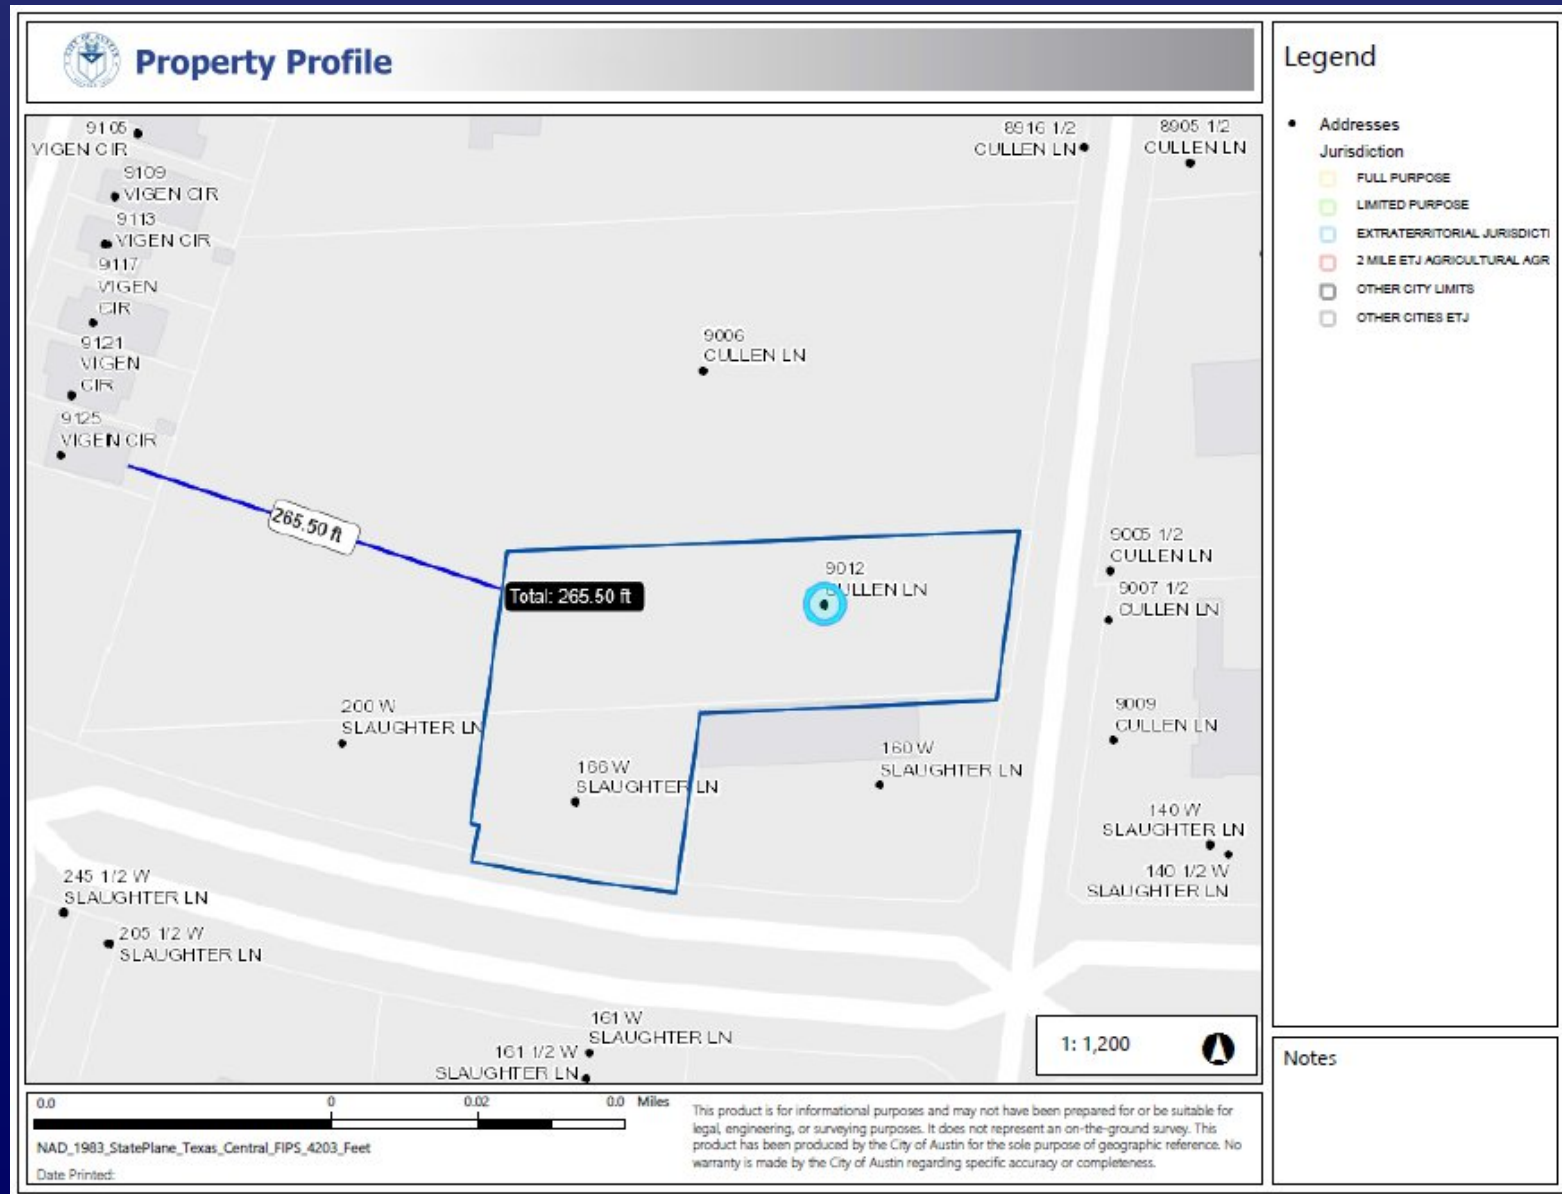 Property Profile
9105
VIGEN CIR
9109
VIGEN CIR
9113
VIGEN CIR
9117
VIGEN
CIR
9121
VIGEN
CIR
9125
VIGEN CIR
8916 1/2
CULLEN LN
8905 1/2
CULLEN LN
9006
CULLEN LN
265.50 ft
Total: 265.50 ft
9012
CULLEN LN
9005 1/2
CULLEN LN
9007 1/2
CULLEN LN
9009
CULLEN LN
200 W
SLAUGHTER LN
166 W
SLAUGHTER LN
160 W
SLAUGHTER LN
140 W
SLAUGHTER LN
140 1/2 W
SLAUGHTER LN
245 1/2 W
SLAUGHTER LN
205 1/2 W
SLAUGHTER LN
161 W
SLAUGHTER LN
161 1/2 W
SLAUGHTER LN
1: 1,200
Legend
Addresses
Jurisdiction
FULL PURPOSE
LIMITED PURPOSE
EXTRATERRITORIAL JURISDICTI
2 MILE ETJ AGRICULTURAL AGR
OTHER CITY LIMITS
OTHER CITIES ETJ
Notes
0.0 0 0.02 0.0 Miles
NAD_1983_StatePlane_Texas_Central_FIPS_4203_Feet
Date Printed:
This product is for informational purposes and may not have been prepared for or be suitable for
legal, engineering, or surveying purposes. It does not represent an on-the-ground survey. This
product has been produced by the City of Austin for the sole purpose of geographic reference. No
warranty is made by the City of Austin regarding specific accuracy or completeness.